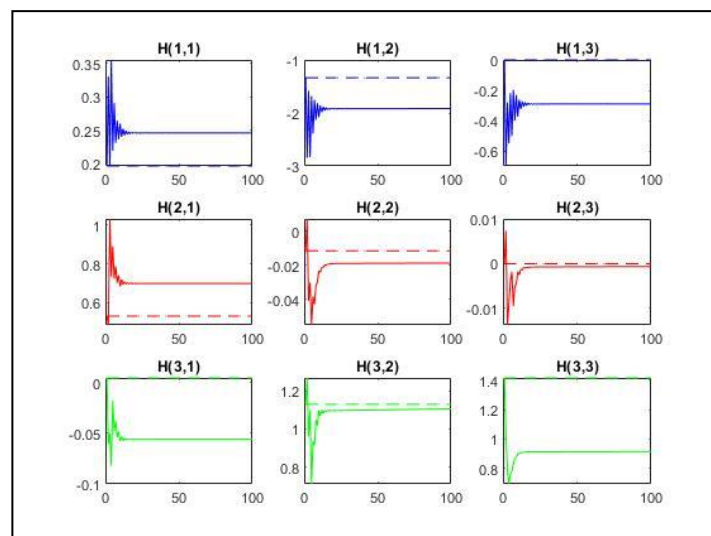 H(1,1) H(1,2) H(1,3)
0.35 -1 0
0.3 -0.2
0.25 -2 -0.4
0.2 -3 -0.6
0 50 100 0 50 100 0 50 100
H(2,1) H(2,2) H(2,3)
1 0 0.01
0.8 -0.02 0
0.6 -0.04 -0.01
0 50 100 0 50 100 0 50 100
H(3,1) H(3,2) H(3,3)
0 1.2 1.4
-0.05 1 1.2
-0.1 0.8 1
0.8
0 50 100 0 50 100 0 50 100